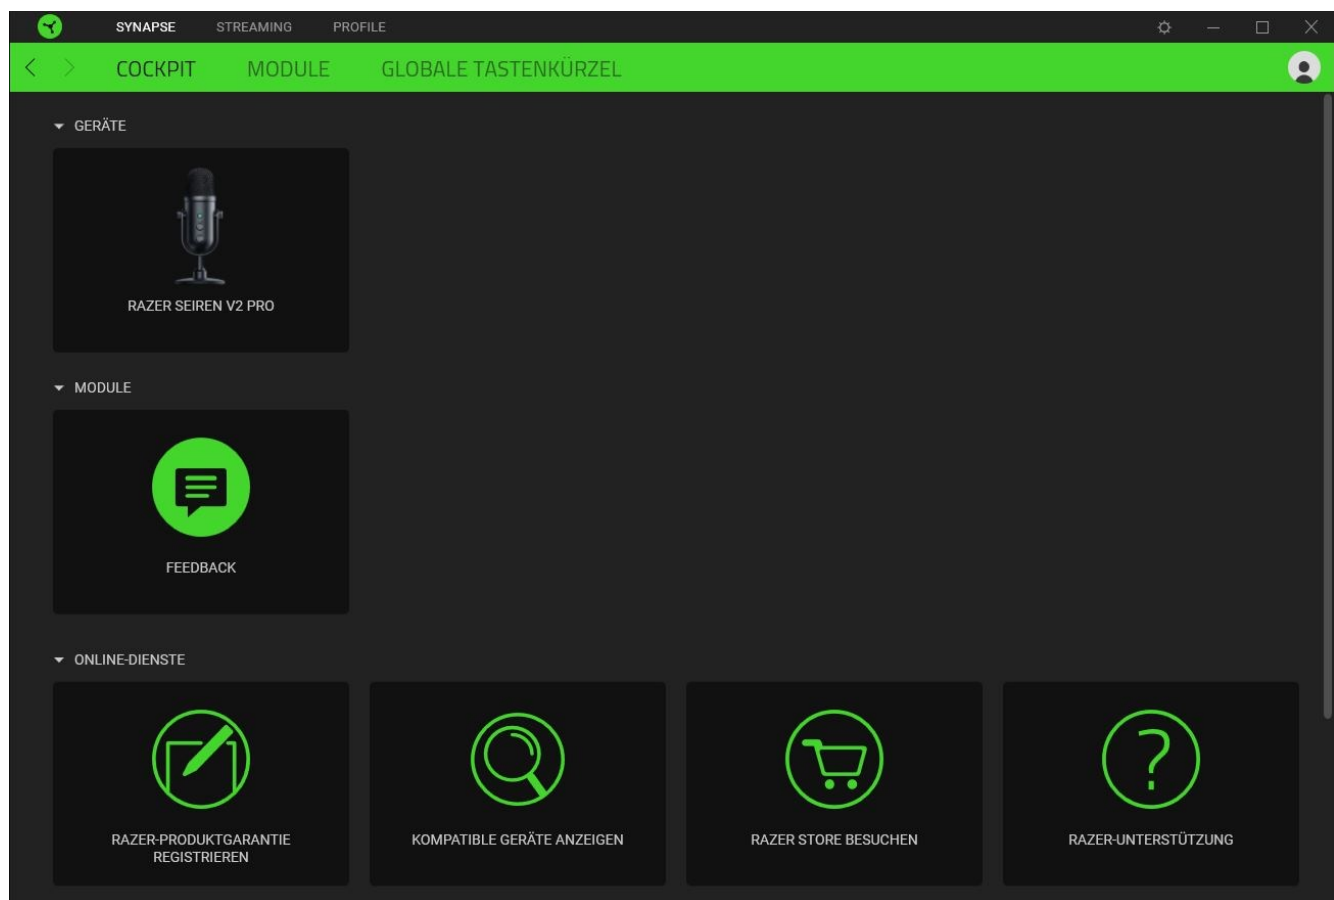 SYNAPSE STREAMING PROFILE
COCKPIT MODULE GLOBALE TASTENKÜRZEL
GERÄTE
RAZER SEIREN V2 PRO
MODULE
FEEDBACK
ONLINE-DIENSTE
RAZER-PRODUKTGARANTIE
REGISTRIEREN
KOMPATIBLE GERÄTE ANZEIGEN
RAZER STORE BESUCHEN
RAZER-UNTERSTÜTZUNG